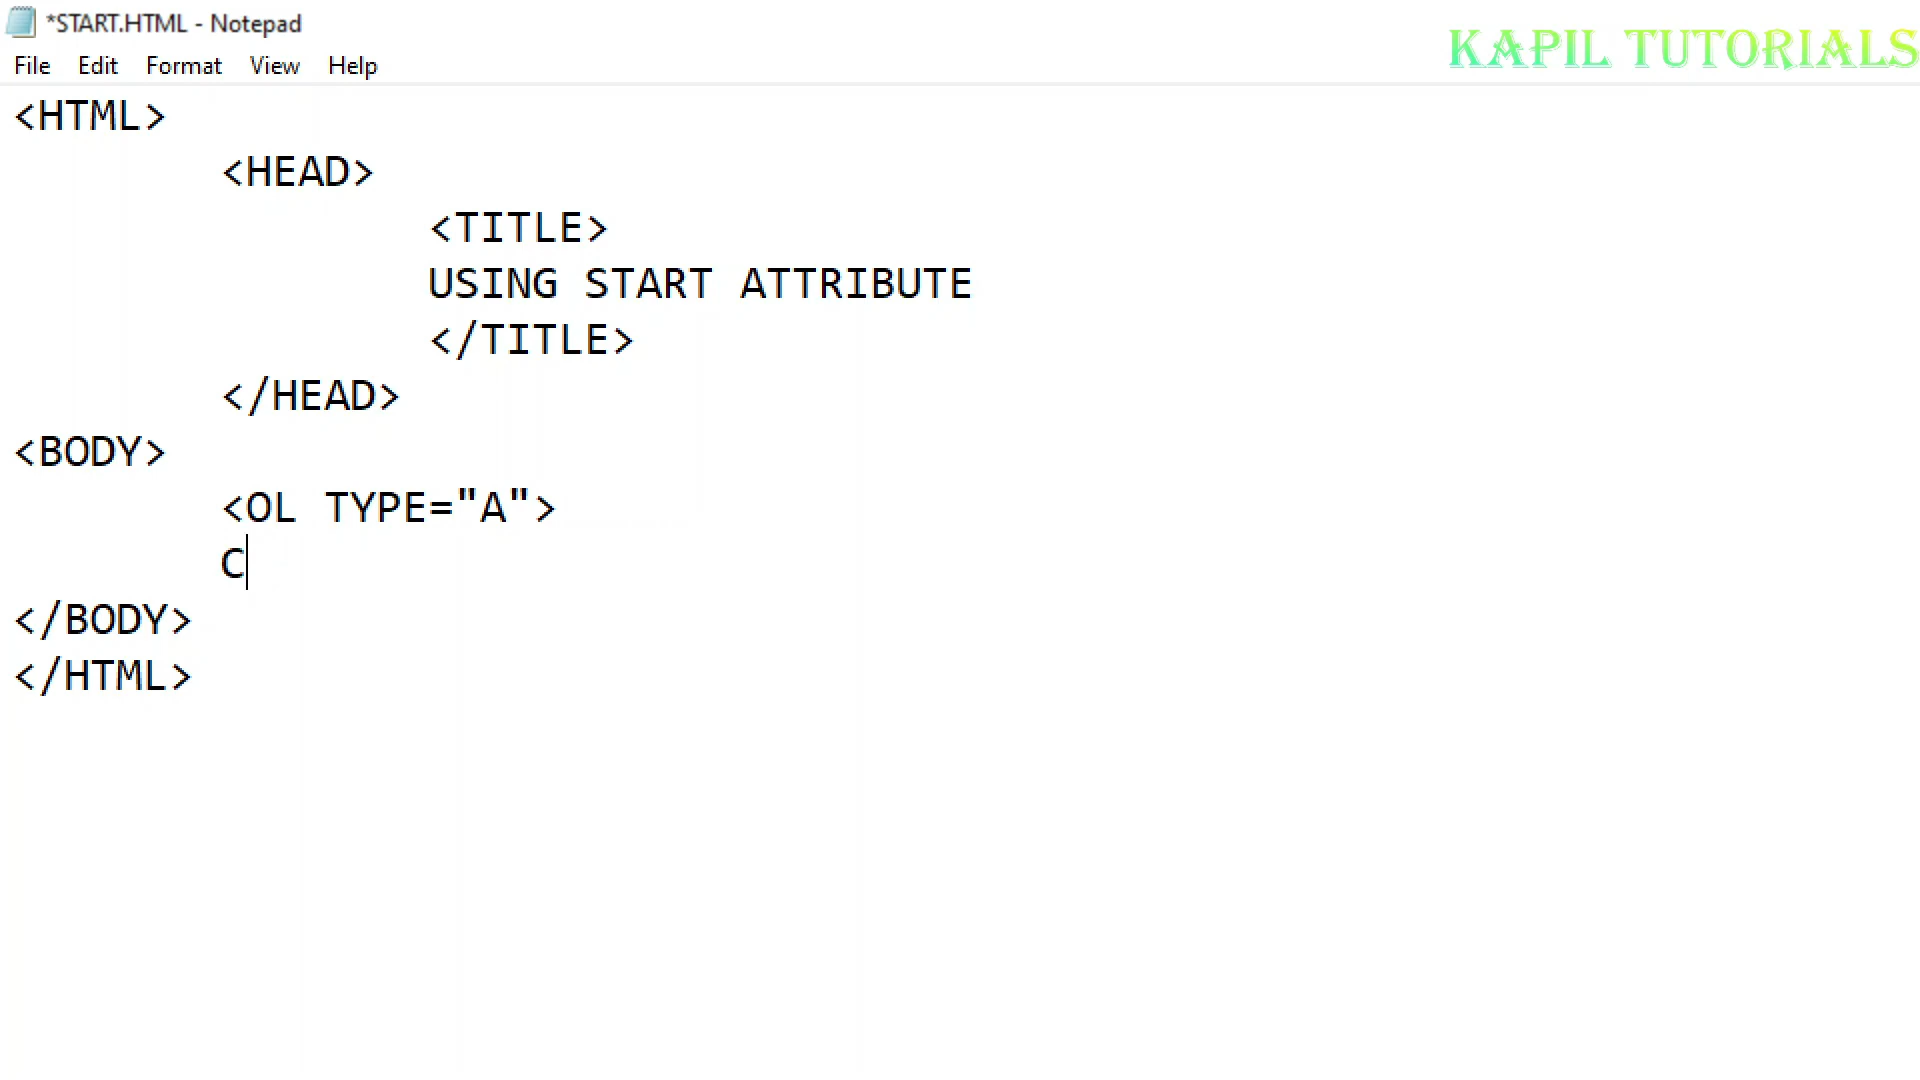 *START.HTML - Notepad
KAPIL TUTORIALS
File Edit Format View Help
<HTML>
<HEAD>
<TITLE>
USING START ATTRIBUTE
</TITLE>
</HEAD>
<BODY>
<OL TYPE="A">
C
</BODY>
</HTML>